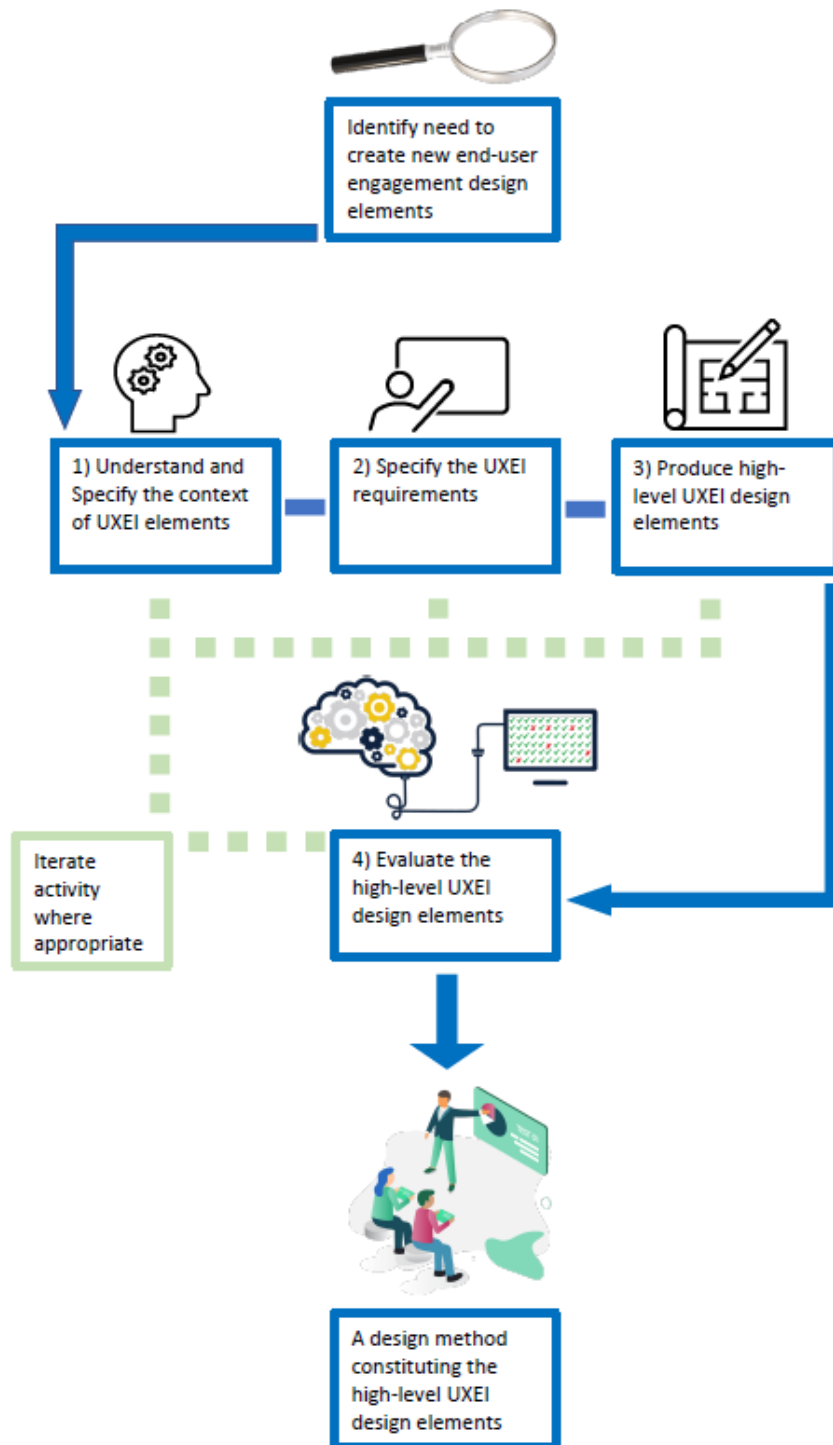 Identify need to
create new end-user
engagement design
elements
1) Understand and
Specify the context
of UXEI elements
2) Specify the UXEI
requirements
3) Produce high-
level UXEI design
elements
Iterate
activity
where
appropriate
4) Evaluate the
high-level UXEI
design elements
A design method
constituting the
high-level UXEI
design elements